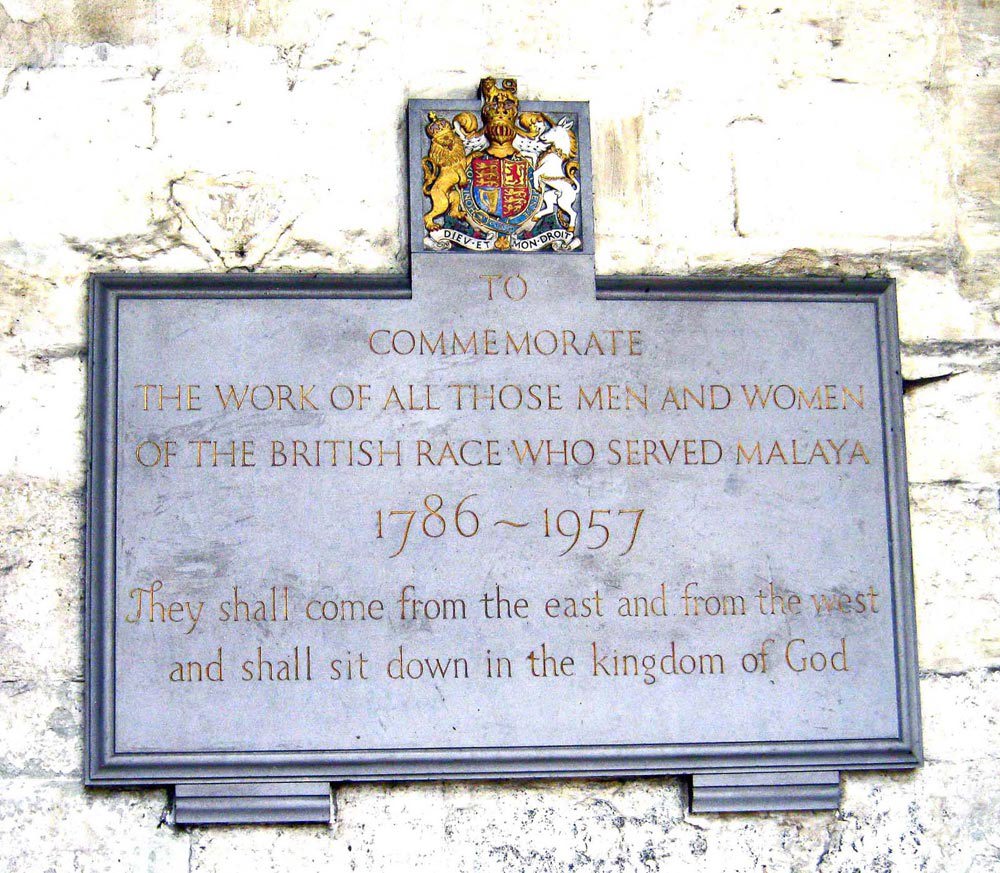 DIEV·ET MON·DROIT
TO
COMMEMORATE
THE WORK OF ALL THOSE MEN AND WOMEN
OF THE BRITISH RACE WHO SERVED MALAYA
1786~1957
They shall come from the east and from the west
and shall sit down in the kingdom of God